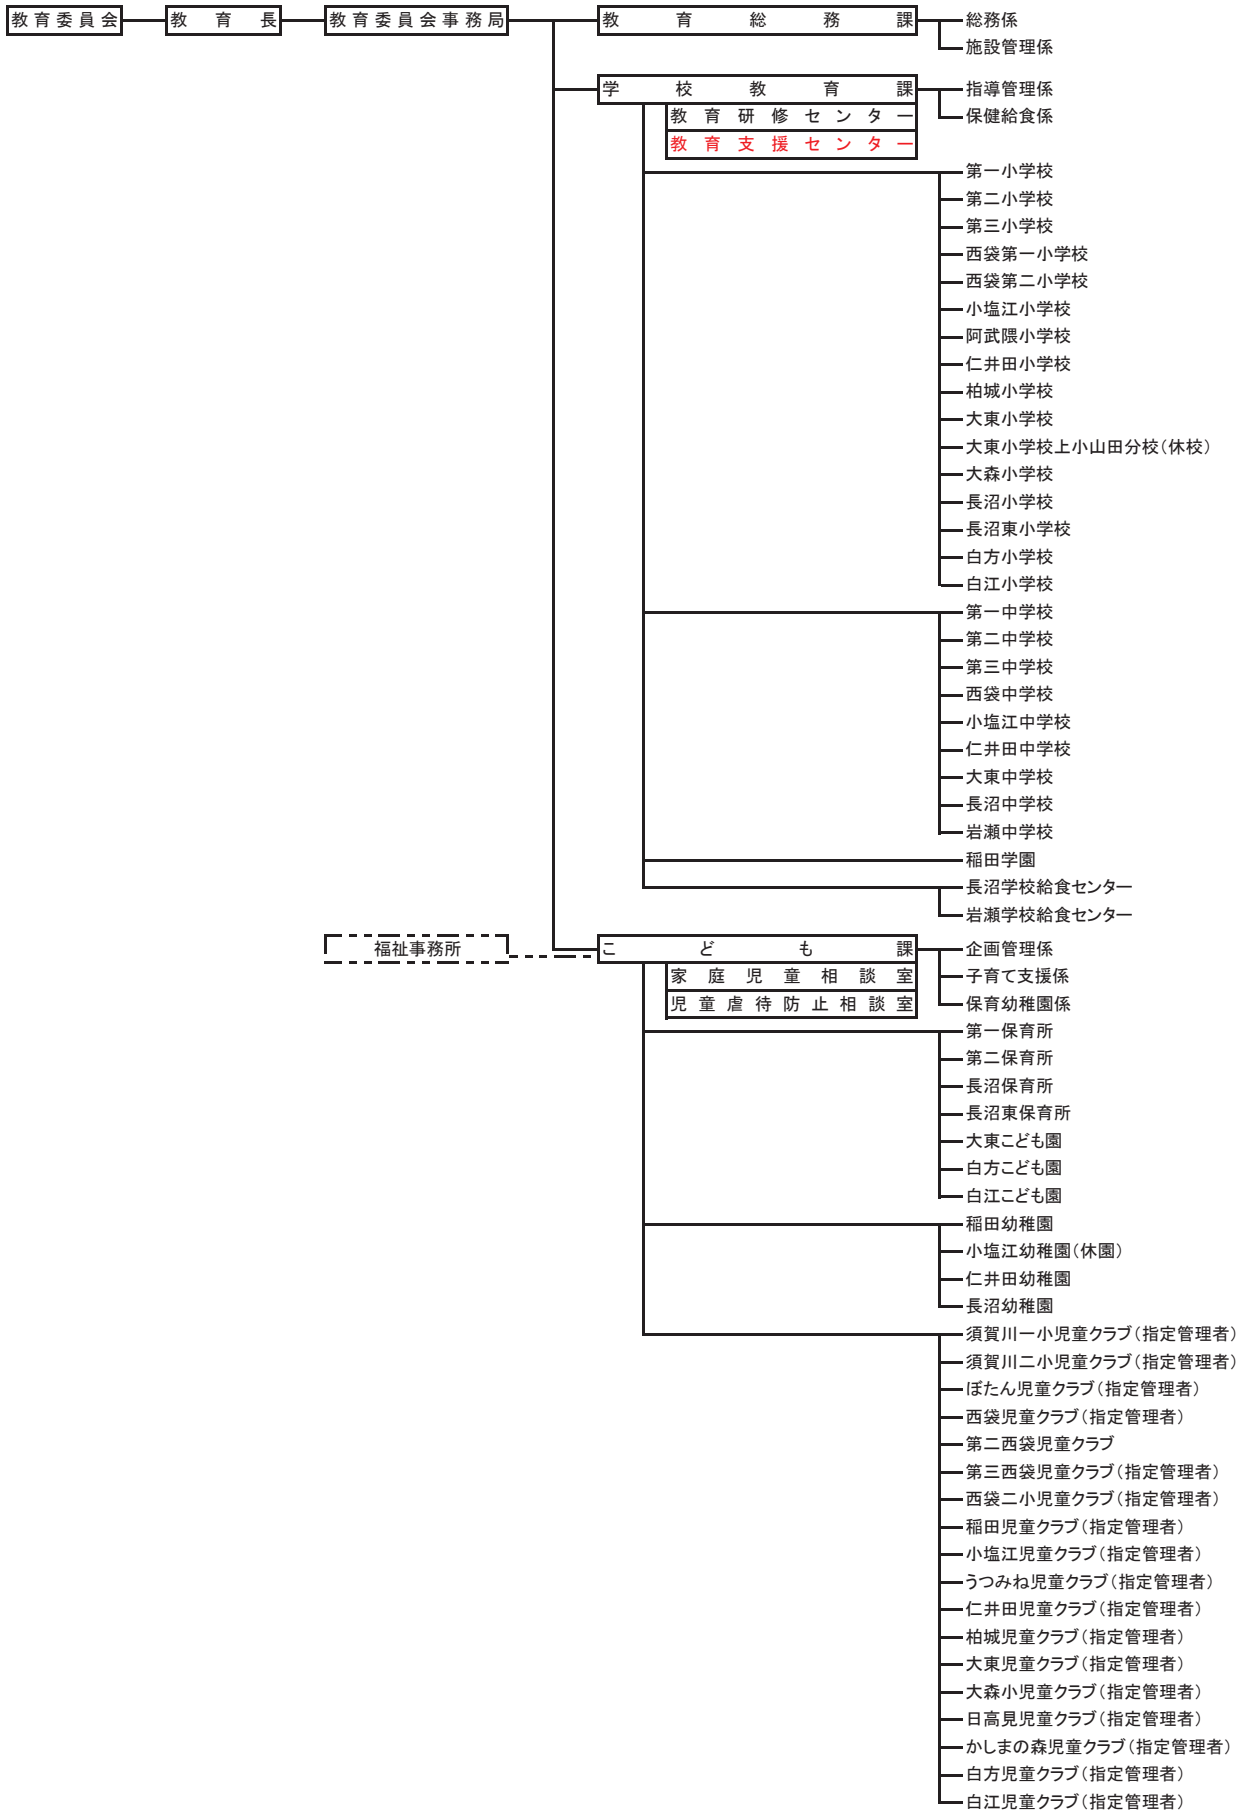 教育委員会 教育長 教育委員会事務局 教育総務課 総務係
施設管理係
学校教育課 指導管理係
教育研修センター 保健給食係
教育支援センター
第一小学校
第二小学校
第三小学校
西袋第一小学校
西袋第二小学校
小塩江小学校
阿武隈小学校
仁井田小学校
柏城小学校
大東小学校
大東小学校上小山田分校（休校）
大森小学校
長沼小学校
長沼東小学校
白方小学校
白江小学校
第一中学校
第二中学校
第三中学校
西袋中学校
小塩江中学校
仁井田中学校
大東中学校
長沼中学校
岩瀬中学校
稲田学園
長沼学校給食センター
岩瀬学校給食センター
福祉事務所 こども課 企画管理係
家庭児童相談室 子育て支援係
児童虐待防止相談室 保育幼稚園係
第一保育所
第二保育所
長沼保育所
長沼東保育所
大東こども園
白方こども園
白江こども園
稲田幼稚園
小塩江幼稚園（休園）
仁井田幼稚園
長沼幼稚園
須賀川一小児童クラブ（指定管理者）
須賀川二小児童クラブ（指定管理者）
ぼたん児童クラブ（指定管理者）
西袋児童クラブ（指定管理者）
第二西袋児童クラブ
第三西袋児童クラブ（指定管理者）
西袋二小児童クラブ（指定管理者）
稲田児童クラブ（指定管理者）
小塩江児童クラブ（指定管理者）
うつみね児童クラブ（指定管理者）
仁井田児童クラブ（指定管理者）
柏城児童クラブ（指定管理者）
大東児童クラブ（指定管理者）
大森小児童クラブ（指定管理者）
日高見児童クラブ（指定管理者）
かしまの森児童クラブ（指定管理者）
白方児童クラブ（指定管理者）
白江児童クラブ（指定管理者）